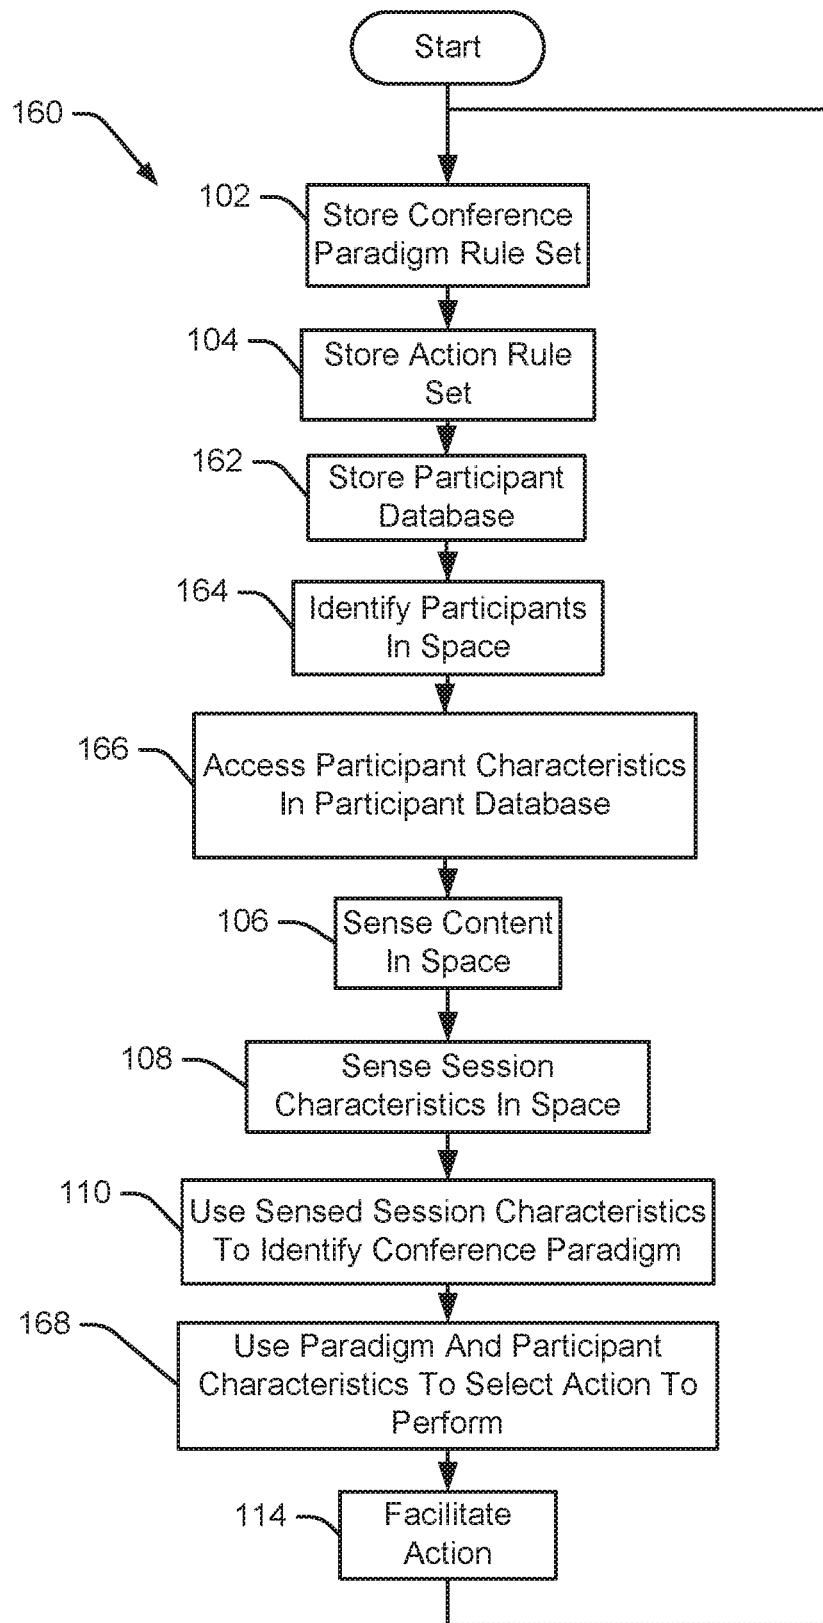 Start
160
102
Store Conference
Paradigm Rule Set
104
Store Action Rule
Set
162
Store Participant
Database
164
Identify Participants
In Space
166
Access Participant Characteristics
In Participant Database
106
Sense Content
In Space
108
Sense Session
Characteristics In Space
110
Use Sensed Session Characteristics
To Identify Conference Paradigm
168
Use Paradigm And Participant
Characteristics To Select Action To
Perform
114
Facilitate
Action